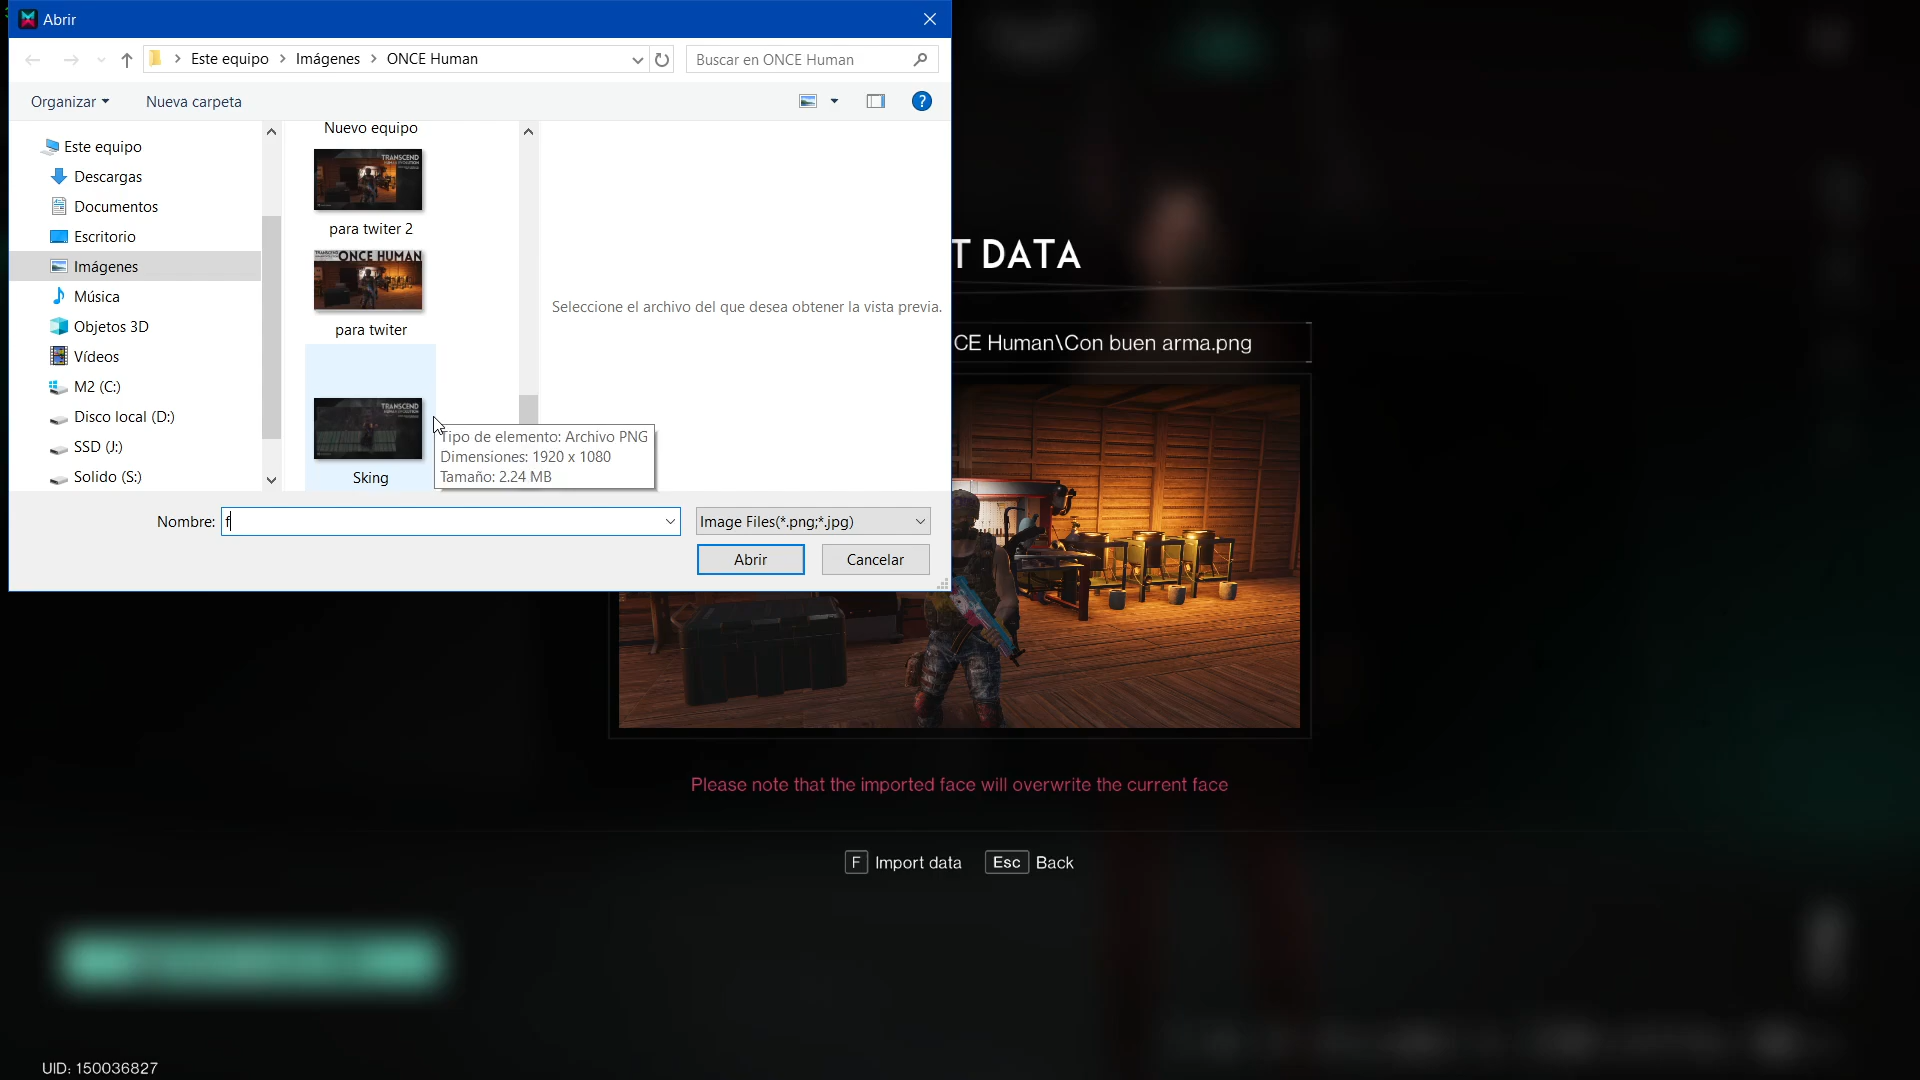 Abrir
Este equipo > Imágenes > ONCE Human
Buscar en ONCE Human
Organizar
Nueva carpeta
?
Este equipo
Descargas
Documentos
Escritorio
Imágenes
Música
Objetos 3D
Vídeos
M2 (C:)
Disco local (D:)
SSD (J:)
Solido (S:)
Nuevo equipo
TRANSCEND
para twiter 2
ONCE HUMAN
para twiter
TRANSCEND
Sking
Tipo de elemento: Archivo PNG
Dimensiones: 1920 x 1080
Tamaño: 2.24 MB
Seleccione el archivo del que desea obtener la vista previa.
Nombre: f
Image Files(*.png;*.jpg)
Abrir
Cancelar
T DATA
CE Human\Con buen arma.png
Please note that the imported face will overwrite the current face
F Import data
Esc Back
UID: 150036827